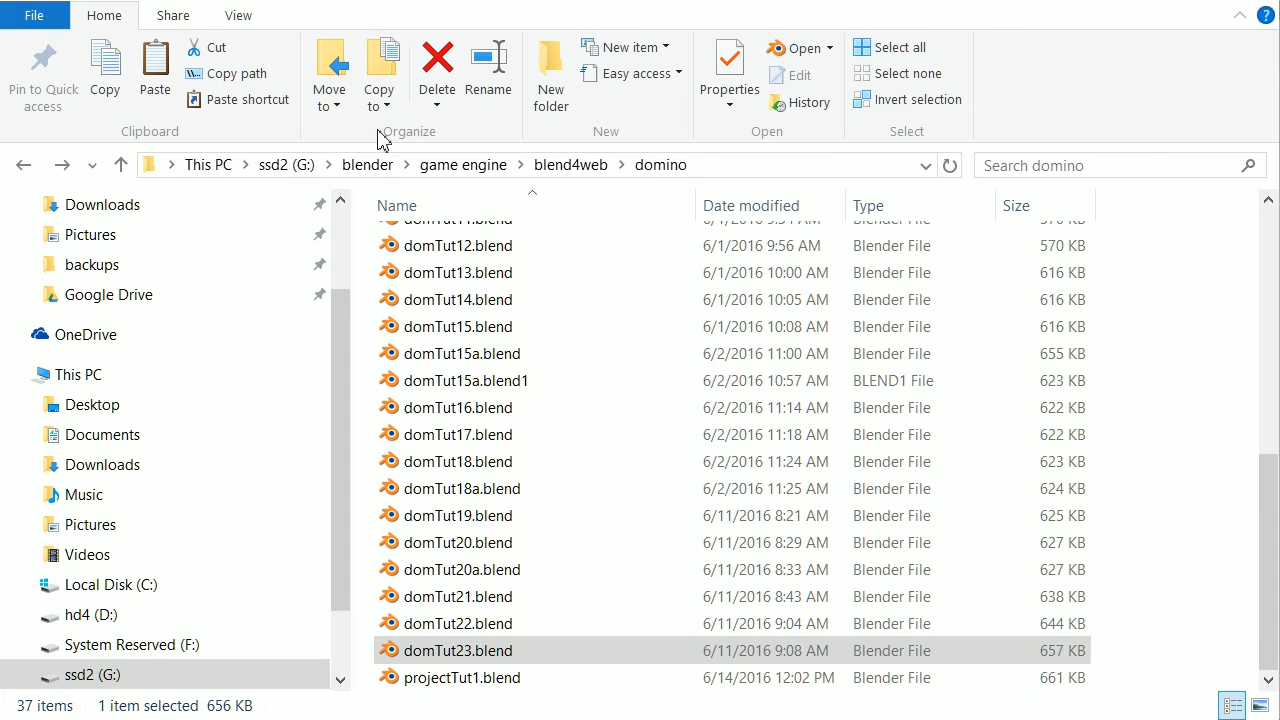 File
Home
Share
View
Pin to Quick
access
Copy
Paste
Cut
Copy path
Paste shortcut
Clipboard
Move
to
Copy
to
Delete
Rename
Organize
New
folder
New item
Easy access
New
Properties
Open
Edit
History
Open
Select all
Select none
Invert selection
Select
This PC
ssd2 (G:)
blender
game engine
blend4web
domino
Search domino
Downloads
Pictures
backups
Google Drive
OneDrive
This PC
Desktop
Documents
Downloads
Music
Pictures
Videos
Local Disk (C:)
hd4 (D:)
System Reserved (F:)
ssd2 (G:)
Name Date modified Type Size
domTut12.blend 6/1/2016 9:56 AM Blender File 570 KB
domTut13.blend 6/1/2016 10:00 AM Blender File 616 KB
domTut14.blend 6/1/2016 10:05 AM Blender File 616 KB
domTut15.blend 6/1/2016 10:08 AM Blender File 616 KB
domTut15a.blend 6/2/2016 11:00 AM Blender File 655 KB
domTut15a.blend1 6/2/2016 10:57 AM BLEND1 File 623 KB
domTut16.blend 6/2/2016 11:14 AM Blender File 622 KB
domTut17.blend 6/2/2016 11:18 AM Blender File 622 KB
domTut18.blend 6/2/2016 11:24 AM Blender File 623 KB
domTut18a.blend 6/2/2016 11:25 AM Blender File 624 KB
domTut19.blend 6/11/2016 8:21 AM Blender File 625 KB
domTut20.blend 6/11/2016 8:29 AM Blender File 627 KB
domTut20a.blend 6/11/2016 8:33 AM Blender File 627 KB
domTut21.blend 6/11/2016 8:43 AM Blender File 638 KB
domTut22.blend 6/11/2016 9:04 AM Blender File 644 KB
domTut23.blend 6/11/2016 9:08 AM Blender File 657 KB
projectTut1.blend 6/14/2016 12:02 PM Blender File 661 KB
37 items 1 item selected 656 KB